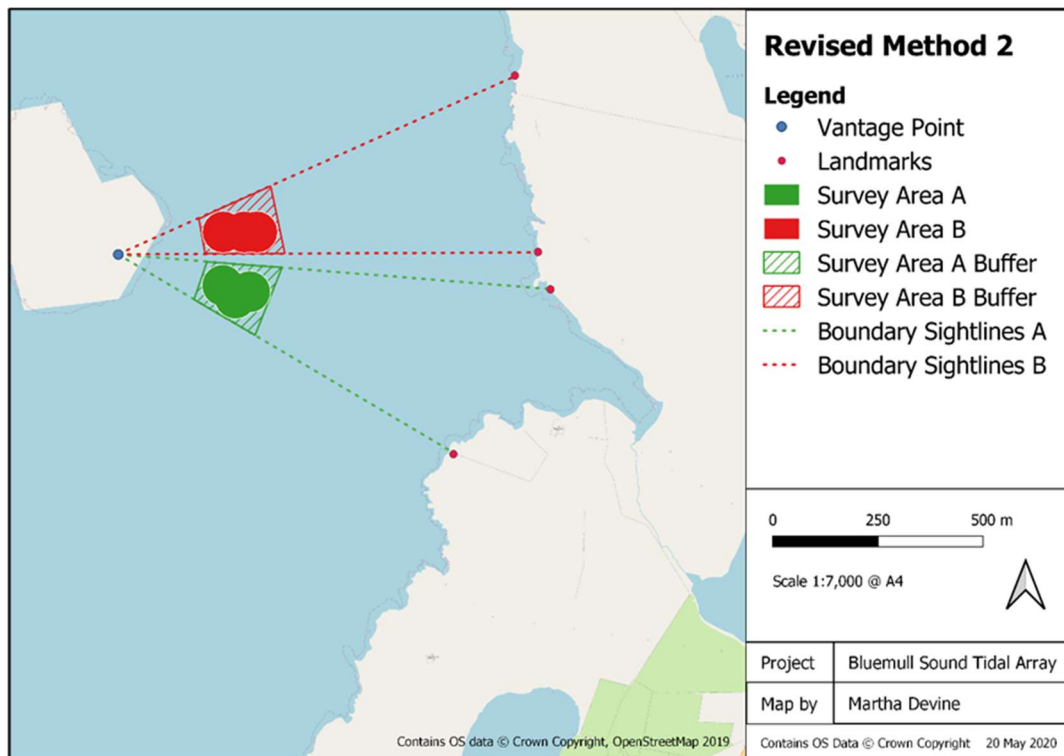 Revised Method 2
Legend
Vantage Point
Landmarks
Survey Area A
Survey Area B
Survey Area A Buffer
Survey Area B Buffer
Boundary Sightlines A
Boundary Sightlines B
0 250 500 m
Scale 1:7,000 @ A4
Project Bluemull Sound Tidal Array
Map by Martha Devine
Contains OS data © Crown Copyright, OpenStreetMap 2019
Contains OS data © Crown Copyright 20 May 2020